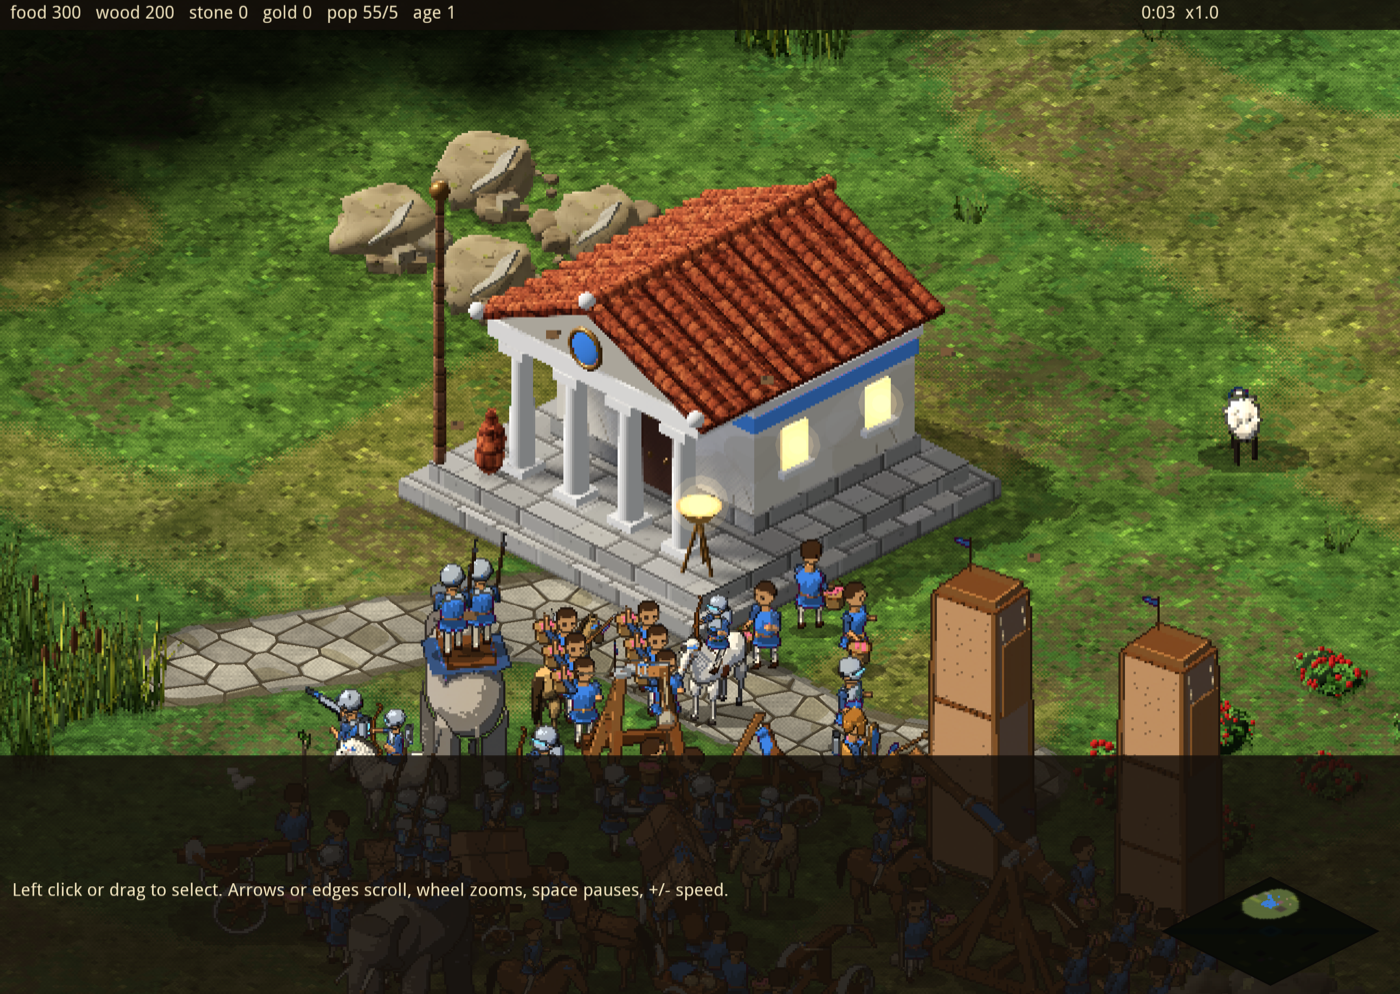 food 300 wood 200 stone 0 gold 0 pop 55/5 age 1 0:03 x1.0
Left click or drag to select. Arrows or edges scroll, wheel zooms, space pauses, +/- speed.